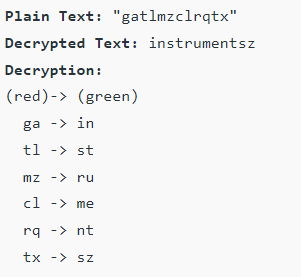 Plain Text: "gatlmzclrqtx"
Decrypted Text: instrumentsz
Decryption:
(red)-> (green)
ga -> in
tl -> st
mz -> ru
cl -> me
rq -> nt
tx -> sz